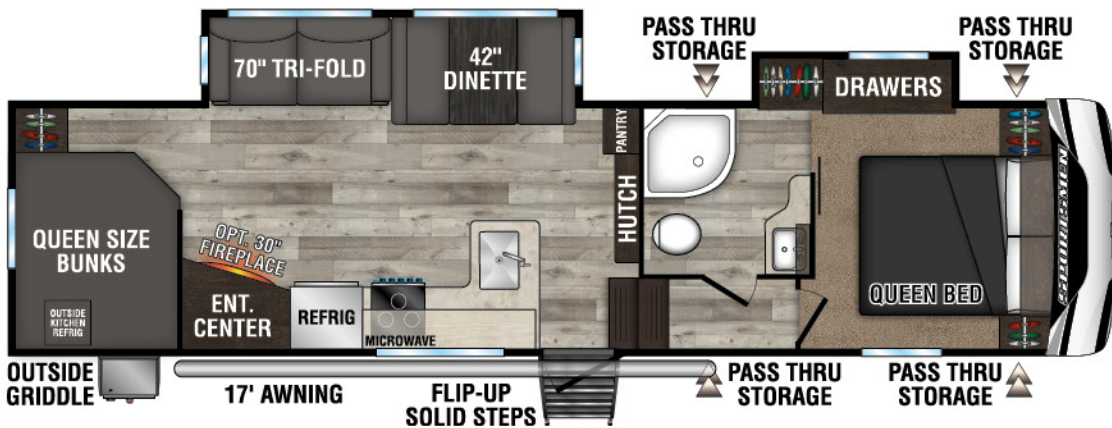 PASS THRU
STORAGE
PASS THRU
STORAGE
70" TRI-FOLD
42"
DINETTE
DRAWERS
PANTRY
HUTCH
QUEEN SIZE
BUNKS
OPT. 30"
FIREPLACE
OUTSIDE
KITCHEN
REFRIG
ENT.
CENTER
REFRIG
MICROWAVE
QUEEN BED
SPORTSMEN
OUTSIDE
GRIDDLE
17' AWNING
FLIP-UP
SOLID STEPS
PASS THRU
STORAGE
PASS THRU
STORAGE